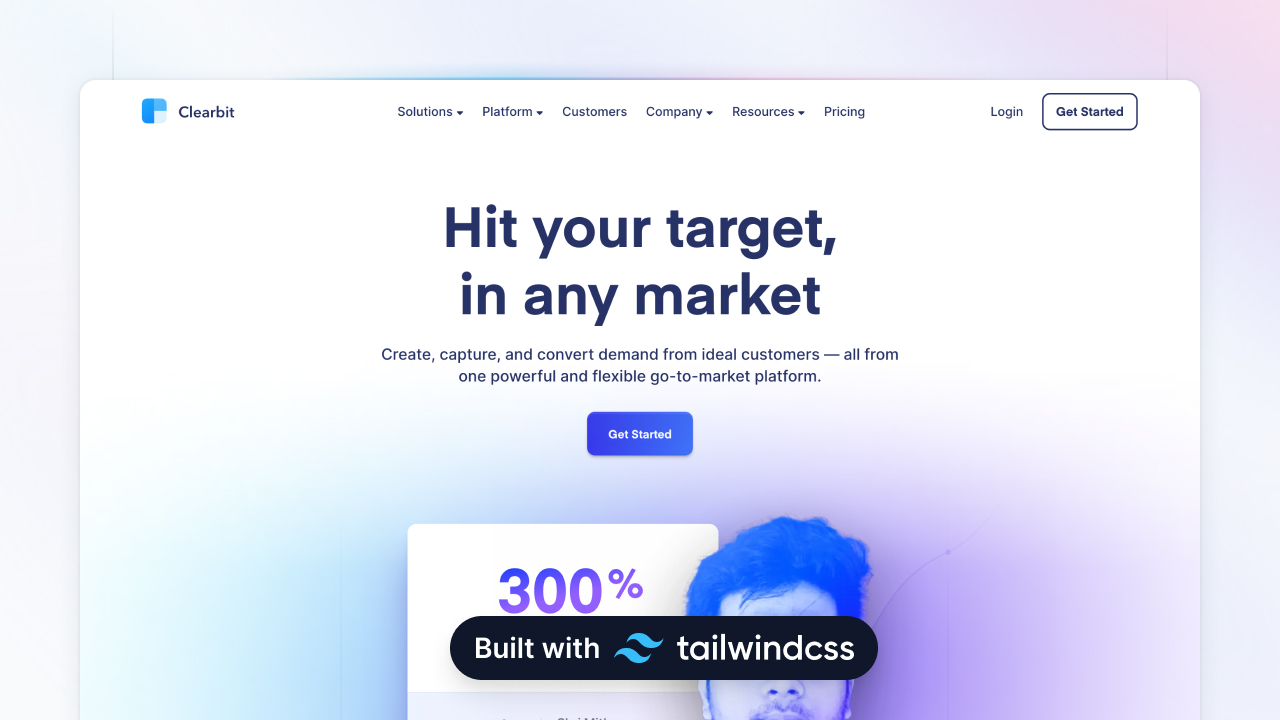 Clearbit
Solutions Platform Customers Company Resources Pricing
Login
Get Started
Hit your target,
in any market
Create, capture, and convert demand from ideal customers — all from
one powerful and flexible go-to-market platform.
Get Started
300%
Built with tailwindcss